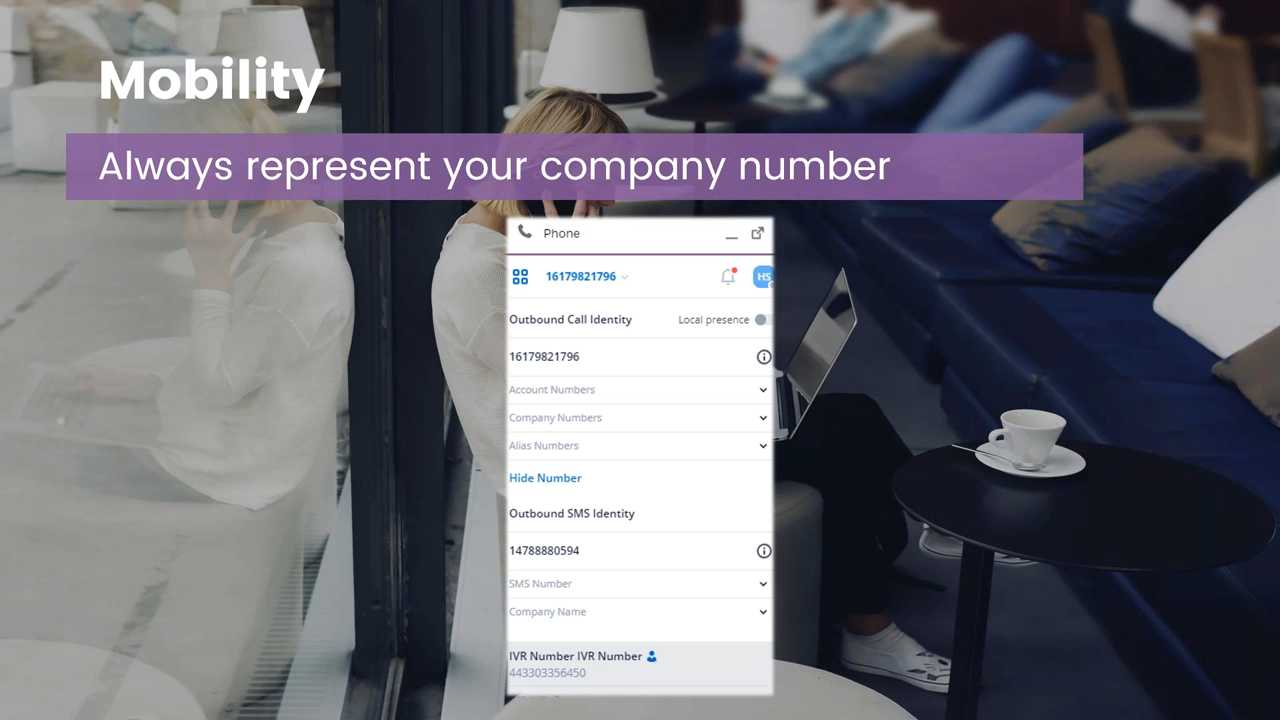 Mobility
Always represent your company number
Phone
16179821796
HS
Outbound Call Identity
Local presence
16179821796
Account Numbers
Company Numbers
Alias Numbers
Hide Number
Outbound SMS Identity
14788880594
SMS Number
Company Name
IVR Number IVR Number
443303356450